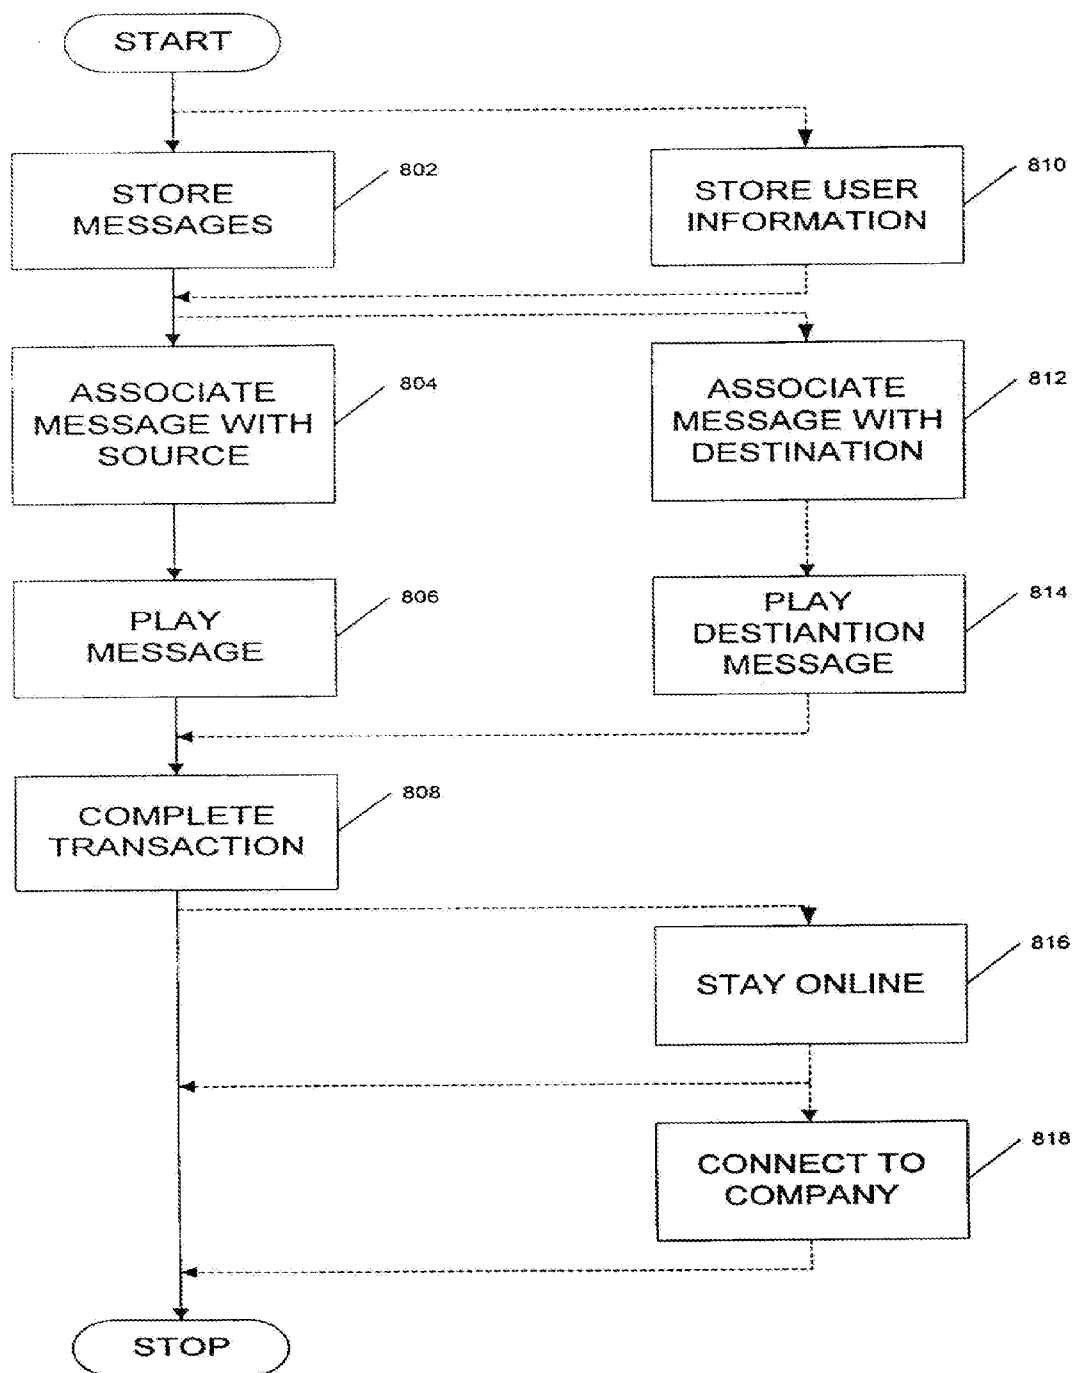 START
STORE
MESSAGES
802
STORE USER
INFORMATION
810
ASSOCIATE
MESSAGE WITH
SOURCE
804
ASSOCIATE
MESSAGE WITH
DESTINATION
812
PLAY
MESSAGE
806
PLAY
DESTIANTION
MESSAGE
814
COMPLETE
TRANSACTION
808
STAY ONLINE
816
CONNECT TO
COMPANY
818
STOP